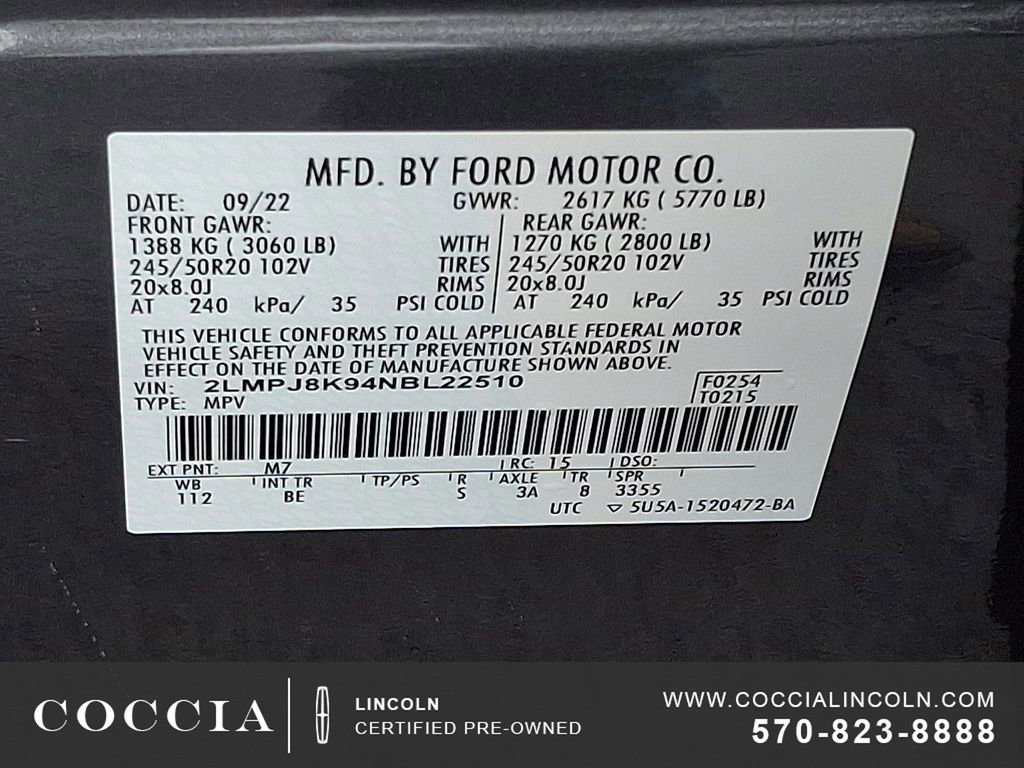 MFD. BY FORD MOTOR CO.
DATE: 09/22 GVWR: 2617 KG ( 5770 LB)
FRONT GAWR: REAR GAWR:
1388 KG ( 3060 LB) WITH 1270 KG ( 2800 LB) WITH
245/50R20 102V TIRES 245/50R20 102V TIRES
20x8.0J RIMS 20x8.0J RIMS
AT 240 kPa/ 35 PSI COLD AT 240 kPa/ 35 PSI COLD
THIS VEHICLE CONFORMS TO ALL APPLICABLE FEDERAL MOTOR
VEHICLE SAFETY AND THEFT PREVENTION STANDARDS IN
EFFECT ON THE DATE OF MANUFACTURE SHOWN ABOVE.
VIN: 2LMPJ8K94NBL22510 F0254
TYPE: MPV T0215
EXT PNT: M7 RC: 15 DSO:
WB INT TR TP/PS R AXLE TR SPR
112 BE S 3A 8 3355
UTC ▽ 5U5A-1520472-BA
COCCIA LINCOLN
CERTIFIED PRE-OWNED
WWW.COCCIALINCOLN.COM
570-823-8888